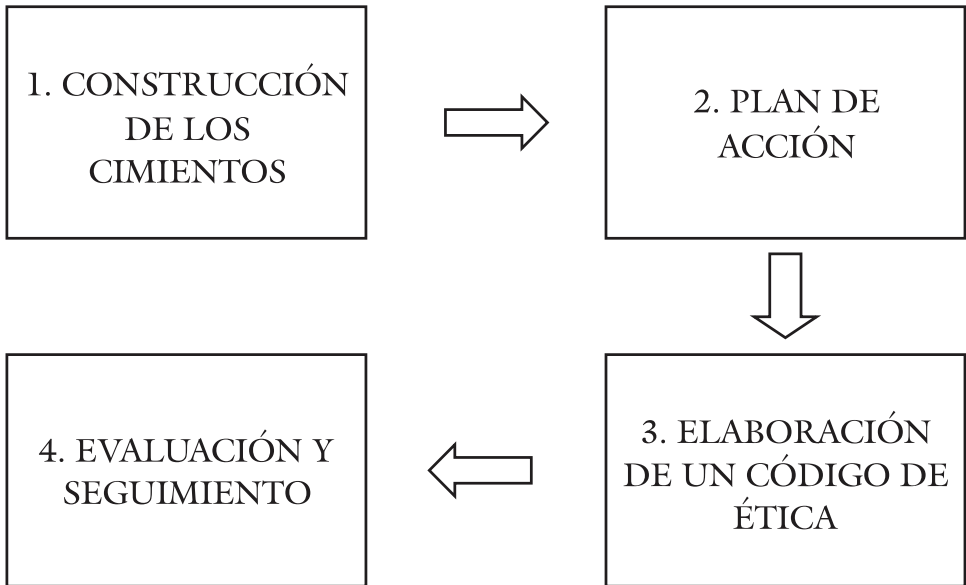 1. CONSTRUCCIÓN
DE LOS
CIMIENTOS
2. PLAN DE
ACCIÓN
3. ELABORACIÓN
DE UN CÓDIGO DE
ÉTICA
4. EVALUACIÓN Y
SEGUIMIENTO